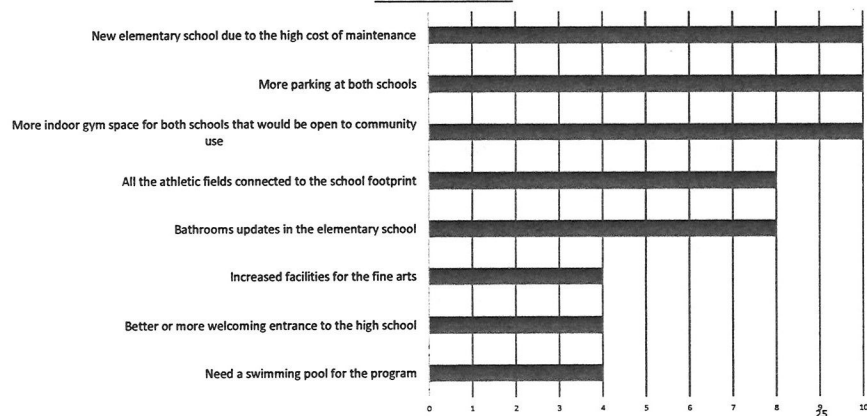 New elementary school due to the high cost of maintenance
More parking at both schools
More indoor gym space for both schools that would be open to community
use
All the athletic fields connected to the school footprint
Bathrooms updates in the elementary school
Increased facilities for the fine arts
Better or more welcoming entrance to the high school
Need a swimming pool for the program
0 1 2 3 4 5 6 7 8 9 10
25